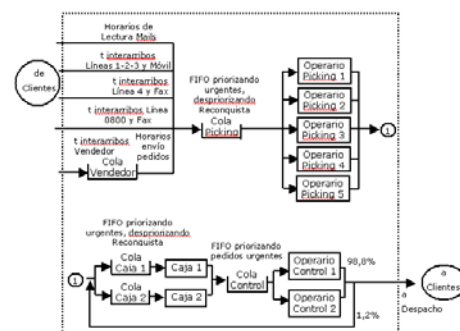 Horarios de
Lectura Mails
de
Clientes
t interarribos
Líneas 1-2-3 y Móvil
t interarribos
Línea 4 y Fax
t interarribos Línea
0800 y Fax
t interarribos
Vendedor
Horarios
envío
pedidos
Cola
Vendedor
FIFO priorizando
urgentes, despriorizando
Reconquista
Cola
Picking
Operario
Picking 1
Operario
Picking 2
Operario
Picking 3
Operario
Picking 4
Operario
Picking 5
1
FIFO priorizando
urgentes, despriorizando
Reconquista
1
Cola
Caja 1
Caja 1
Cola
Caja 2
Caja 2
FIFO priorizando
pedidos urgentes
Cola
Control
Operario
Control 1
Operario
Control 2
98,8%
1,2%
a
Despacho
a
Clientes